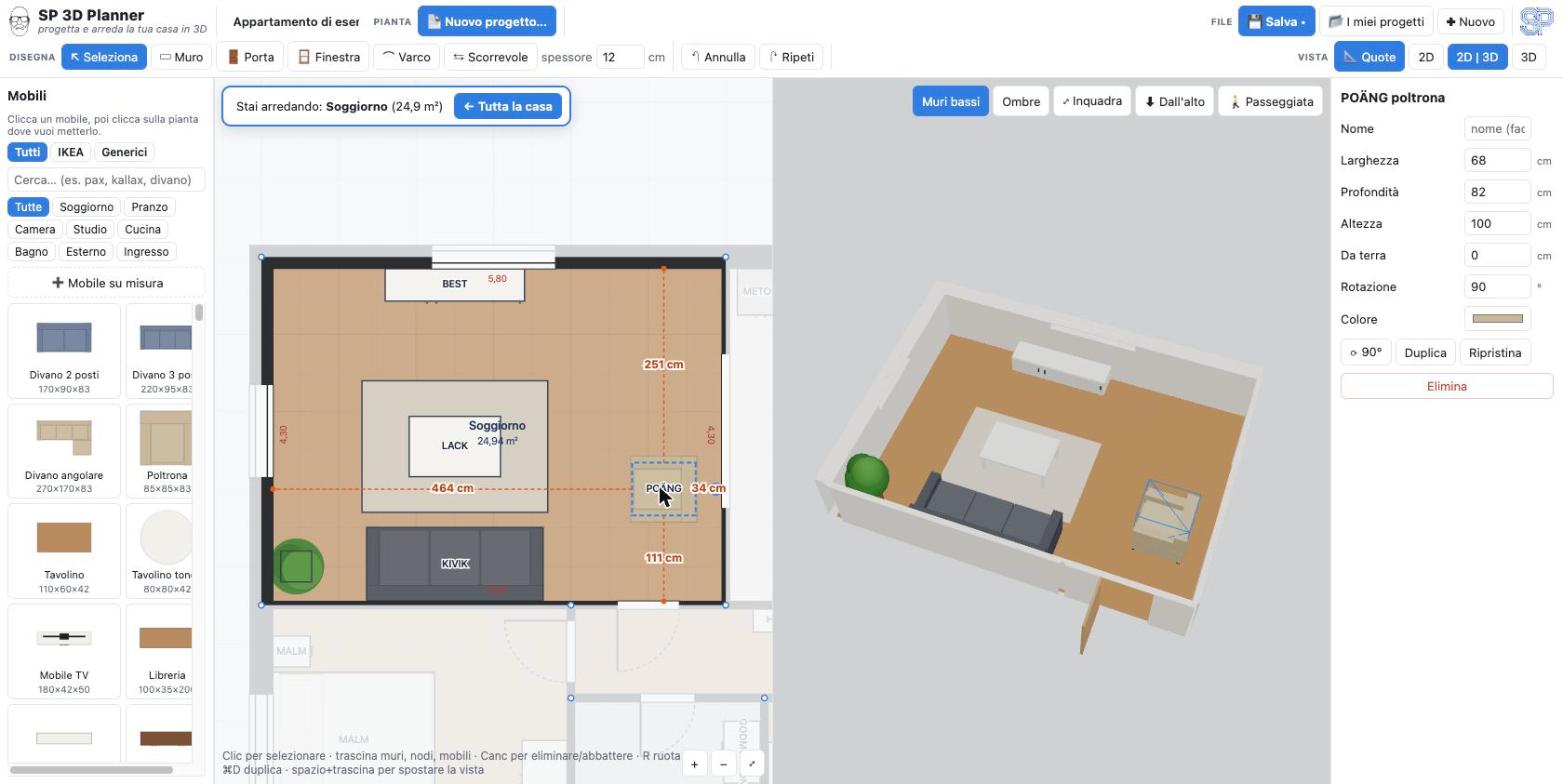 SP 3D Planner
progetta e arreda la tua casa in 3D
Appartamento di eser
PIANTA
Nuovo progetto...
FILE
Salva •
I miei progetti
+ Nuovo
SP
DISEGNA
Seleziona
Muro
Porta
Finestra
Varco
Scorrevole
spessore
12
cm
Annulla
Ripeti
VISTA
Quote
2D
2D | 3D
3D
Mobili
Clicca un mobile, poi clicca sulla pianta
dove vuoi metterlo.
Tutti
IKEA
Generici
Cerca... (es. pax, kallax, divano)
Tutte
Soggiorno
Pranzo
Camera
Studio
Cucina
Bagno
Esterno
Ingresso
+ Mobile su misura
Divano 2 posti
170×90×83
Divano 3 po
220×95×83
Divano angolare
270×170×83
Poltrona
85×85×83
Tavolino
110×60×42
Tavolino ton
80×80×42
Mobile TV
180×42×50
Libreria
100×35×20
Stai arredando: Soggiorno (24,9 m²)
← Tutta la casa
BEST
5,80
METO
251 cm
4,30
Soggiorno
24,94 m²
LACK
4,30
464 cm
POÄNG
34 cm
111 cm
KIVIK
MALM
MALM
Clic per selezionare · trascina muri, nodi, mobili · Canc per eliminare/abbattere · R ruota
⌘D duplica · spazio+trascina per spostare la vista
+
−
Muri bassi
Ombre
Inquadra
Dall'alto
Passeggiata
POÄNG poltrona
Nome
nome (fac
Larghezza
68
cm
Profondità
82
cm
Altezza
100
cm
Da terra
0
cm
Rotazione
90
°
Colore
90°
Duplica
Ripristina
Elimina